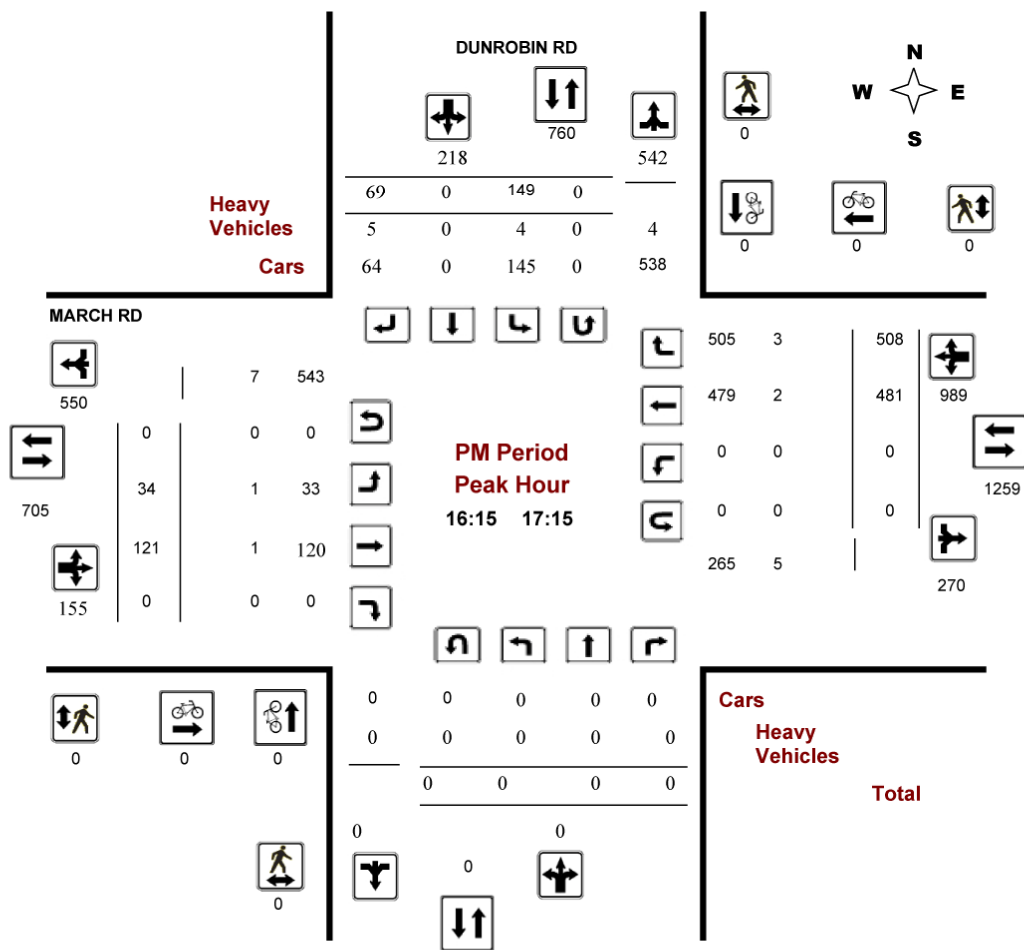 DUNROBIN RD
N
W E
S
760
0
218
542
69 0 149 0
Heavy
Vehicles
5 0 4 0 4
0 0 0
Cars
64 0 145 0 538
MARCH RD
505 3 508
7 543
550
479 2 481 989
0 0 0
PM Period
0 0 0
Peak Hour
34 1 33
1259
705
16:15 17:15
0 0 0
121 1 120
265 5
270
155
0 0 0
0 0 0 0 0
Cars
0 0 0 0 0
Heavy
Vehicles
0 0 0
0 0 0 0
Total
0 0
0
0